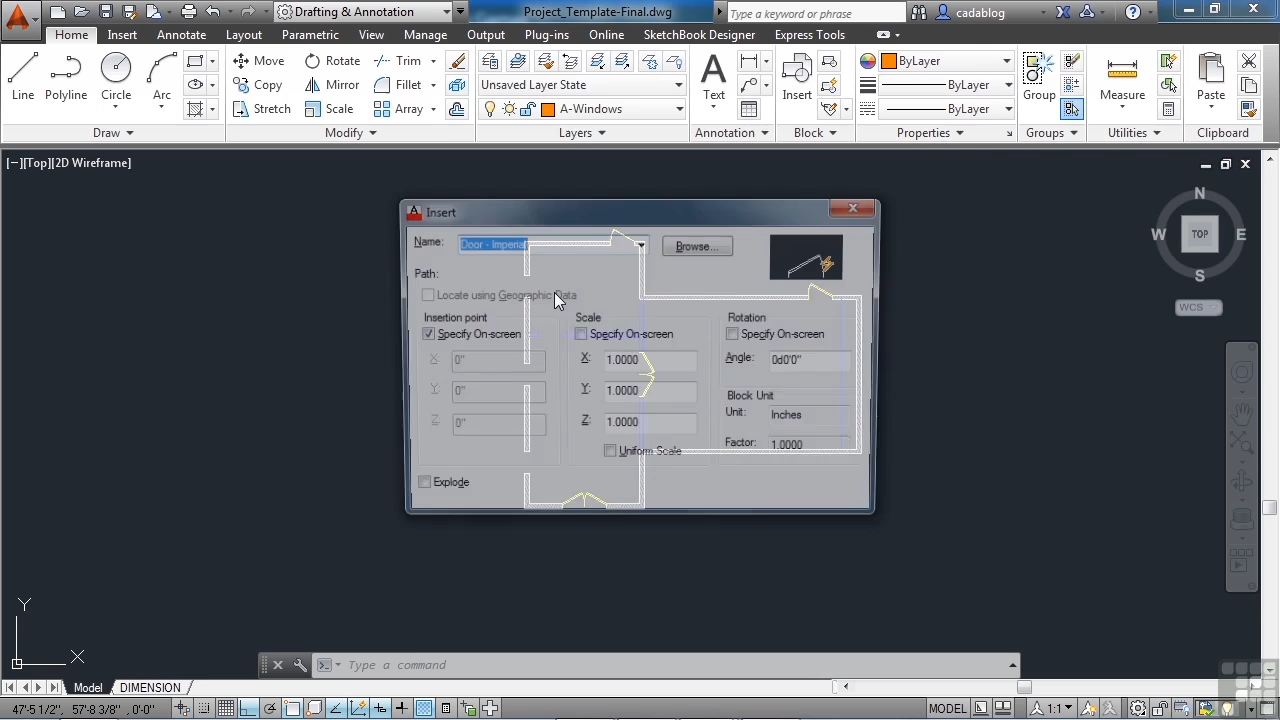 Drafting & Annotation
Project_Template-Final.dwg
Type a keyword or phrase
cadablog
Home Insert Annotate Layout Parametric View Manage Output Plug-ins Online SketchBook Designer Express Tools
Line Polyline Circle Arc
Move Rotate Trim
Copy Mirror Fillet
Stretch Scale Array
Unsaved Layer State
A-Windows
Text
Insert
ByLayer
ByLayer
ByLayer
Group
Measure
Paste
Draw Modify Layers Annotation Block Properties Groups Utilities Clipboard
[−][Top][2D Wireframe]
N
W TOP E
S
WCS
Insert
Name: Door - Imperial Browse...
Path:
Locate using Geographic Data
Insertion point Scale Rotation
Specify On-screen Specify On-screen Specify On-screen
X: 0" X: 1.0000 Angle: 0d0'0"
Y: 0" Y: 1.0000 Block Unit
Unit: Inches
Z: 0" Z: 1.0000
Factor: 1.0000
Uniform Scale
Explode
Y
X
Type a command
Model DIMENSION
47'-5 1/2", 57'-8 3/8", 0'-0" MODEL 1:1